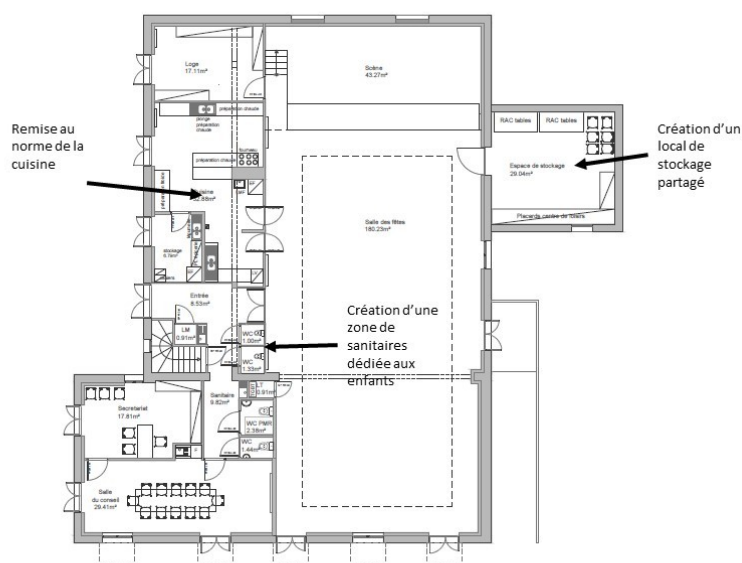 Loge
17.11m²
Scène
43.27m²
préparation chaude
plonge
préparation
chaude
RAC tables
RAC tables
Remise au
norme de la
cuisine
préparation chaude
Espace de stockage
29.04m²
Création d'un
local de
stockage
partagé
Cuisine
Placards centre de loisirs
Salle des fêtes
180.23m²
stockage
Entrée
8.53m²
LM
0.91m²
WC
1.00m²
WC
1.33m²
Création d'une
zone de
sanitaires
dédiée aux
enfants
Secretariat
17.81m²
Sanitaire
9.82m²
LT
0.91m²
WC PMR
2.38m²
WC
1.44m²
Salle
du conseil
29.41m²